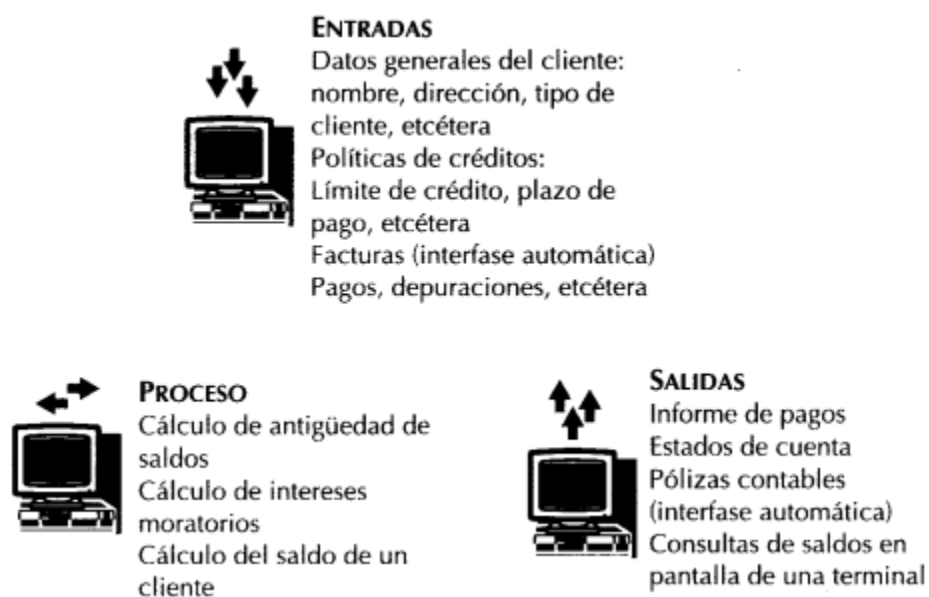 ENTRADAS
Datos generales del cliente:
nombre, dirección, tipo de
cliente, etcétera
Políticas de créditos:
Límite de crédito, plazo de
pago, etcétera
Facturas (interfase automática)
Pagos, depuraciones, etcétera
PROCESO
Cálculo de antigüedad de
saldos
Cálculo de intereses
moratorios
Cálculo del saldo de un
cliente
SALIDAS
Informe de pagos
Estados de cuenta
Pólizas contables
(interfase automática)
Consultas de saldos en
pantalla de una terminal